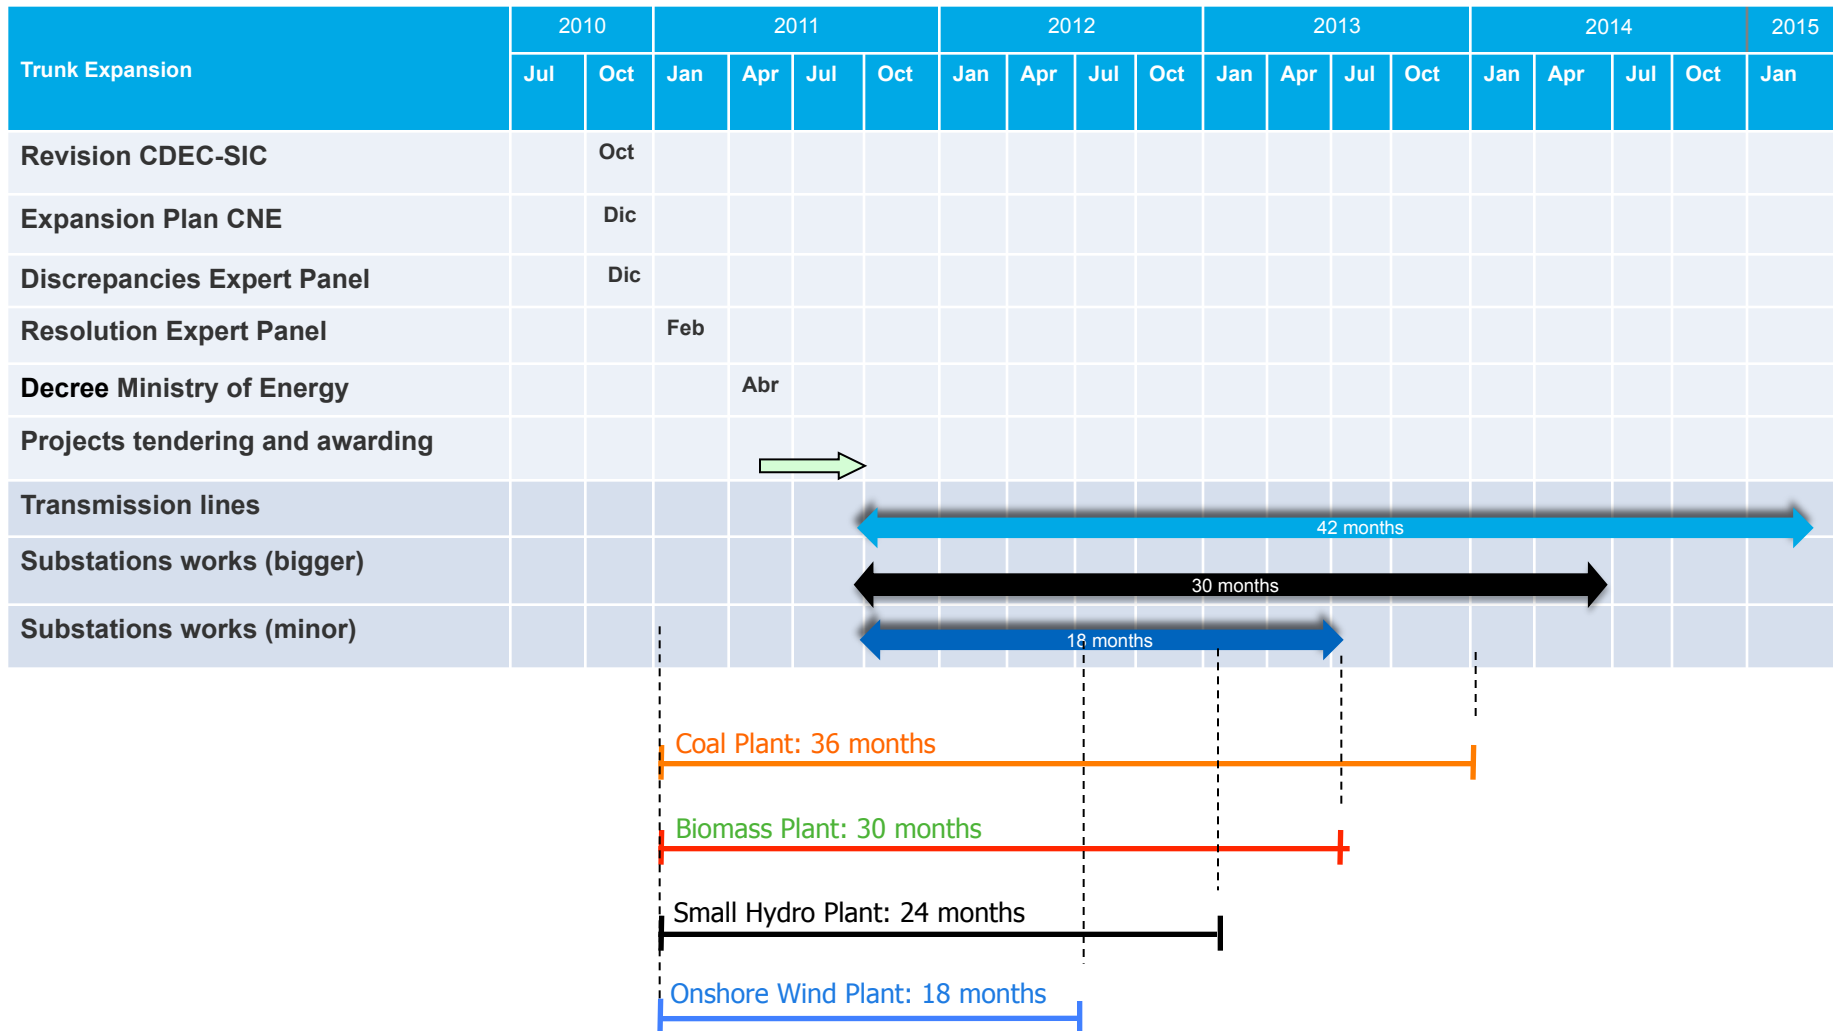 2010 2011 2012 2013 2014 2015
Trunk Expansion
Jul Oct Jan Apr Jul Oct Jan Apr Jul Oct Jan Apr Jul Oct Jan Apr Jul Oct Jan
Revision CDEC-SIC Oct
Expansion Plan CNE Dic
Discrepancies Expert Panel Dic
Resolution Expert Panel Feb
Decree Ministry of Energy Abr
Projects tendering and awarding
Transmission lines
42 months
Substations works (bigger)
30 months
Substations works (minor)
18 months
Coal Plant: 36 months
Biomass Plant: 30 months
Small Hydro Plant: 24 months
Onshore Wind Plant: 18 months